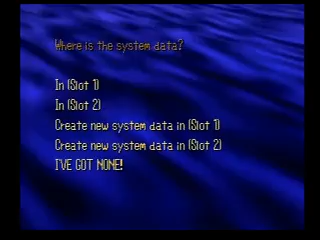 Where is the system data?
In (Slot 1)
In (Slot 2)
Create new system data in (Slot 1)
Create new system data in (Slot 2)
I'VE GOT NONE!